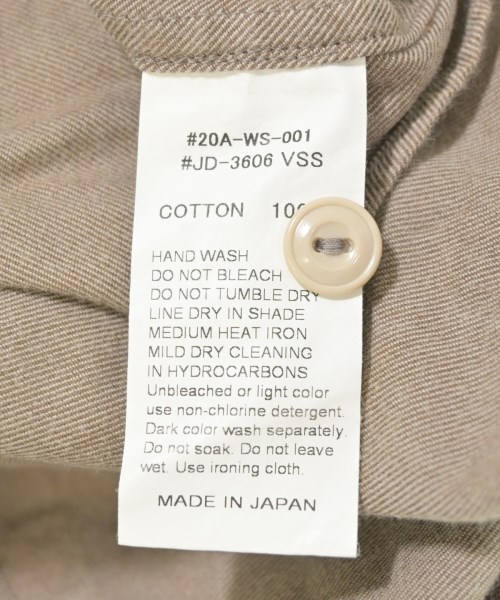 #20A-WS-001
#JD-3606 VSS
COTTON 10
HAND WASH
DO NOT BLEACH
DO NOT TUMBLE DRY
LINE DRY IN SHADE
MEDIUM HEAT IRON
MILD DRY CLEANING
IN HYDROCARBONS
Unbleached or light color
use non-chlorine detergent.
Dark color wash separately.
Do not soak. Do not leave
wet. Use ironing cloth.
MADE IN JAPAN